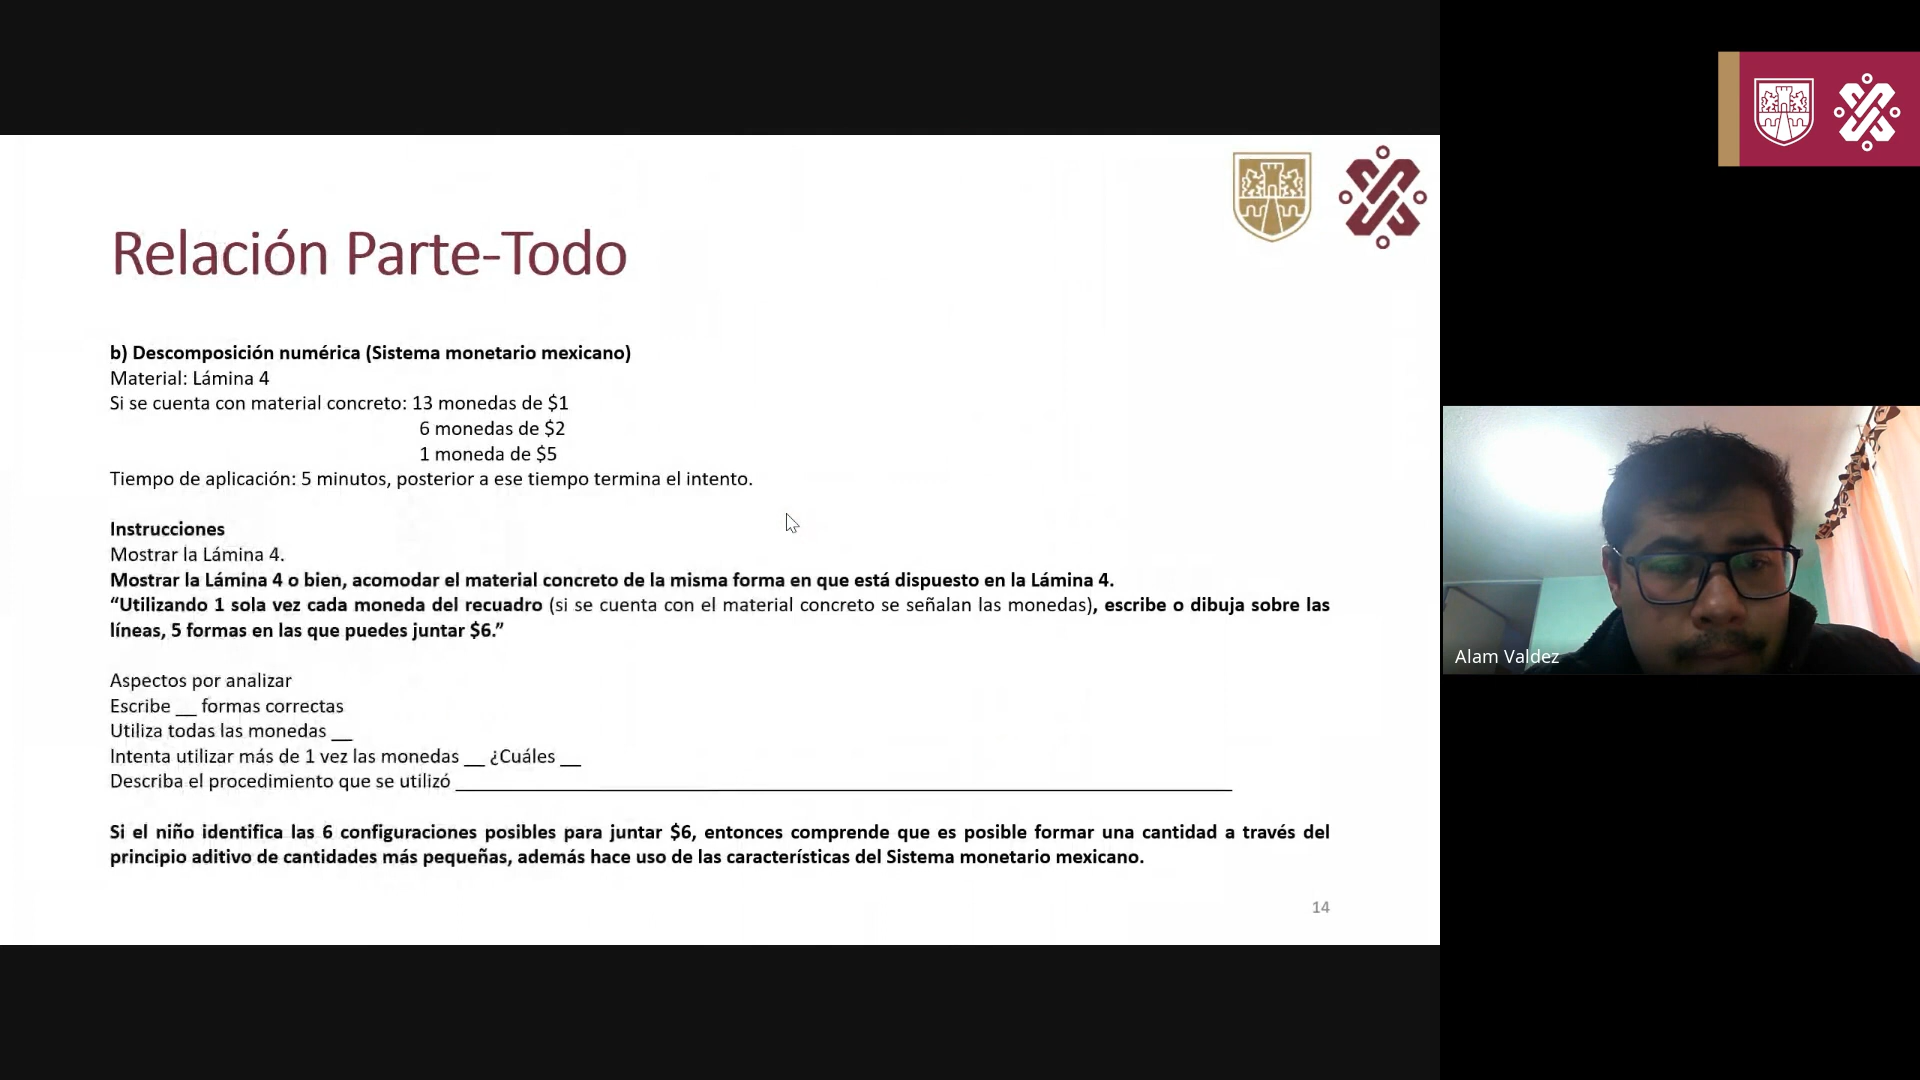 Relación Parte-Todo
b) Descomposición numérica (Sistema monetario mexicano)
Material: Lámina 4
Si se cuenta con material concreto: 13 monedas de $1
6 monedas de $2
1 moneda de $5
Tiempo de aplicación: 5 minutos, posterior a ese tiempo termina el intento.
Instrucciones
Mostrar la Lámina 4.
Mostrar la Lámina 4 o bien, acomodar el material concreto de la misma forma en que está dispuesto en la Lámina 4.
“Utilizando 1 sola vez cada moneda del recuadro (si se cuenta con el material concreto se señalan las monedas), escribe o dibuja sobre las
líneas, 5 formas en las que puedes juntar $6.”
Aspectos por analizar
Escribe __ formas correctas
Utiliza todas las monedas __
Intenta utilizar más de 1 vez las monedas __ ¿Cuáles __
Describa el procedimiento que se utilizó ______________________________
Si el niño identifica las 6 configuraciones posibles para juntar $6, entonces comprende que es posible formar una cantidad a través del
principio aditivo de cantidades más pequeñas, además hace uso de las características del Sistema monetario mexicano.
14
Alam Valdez